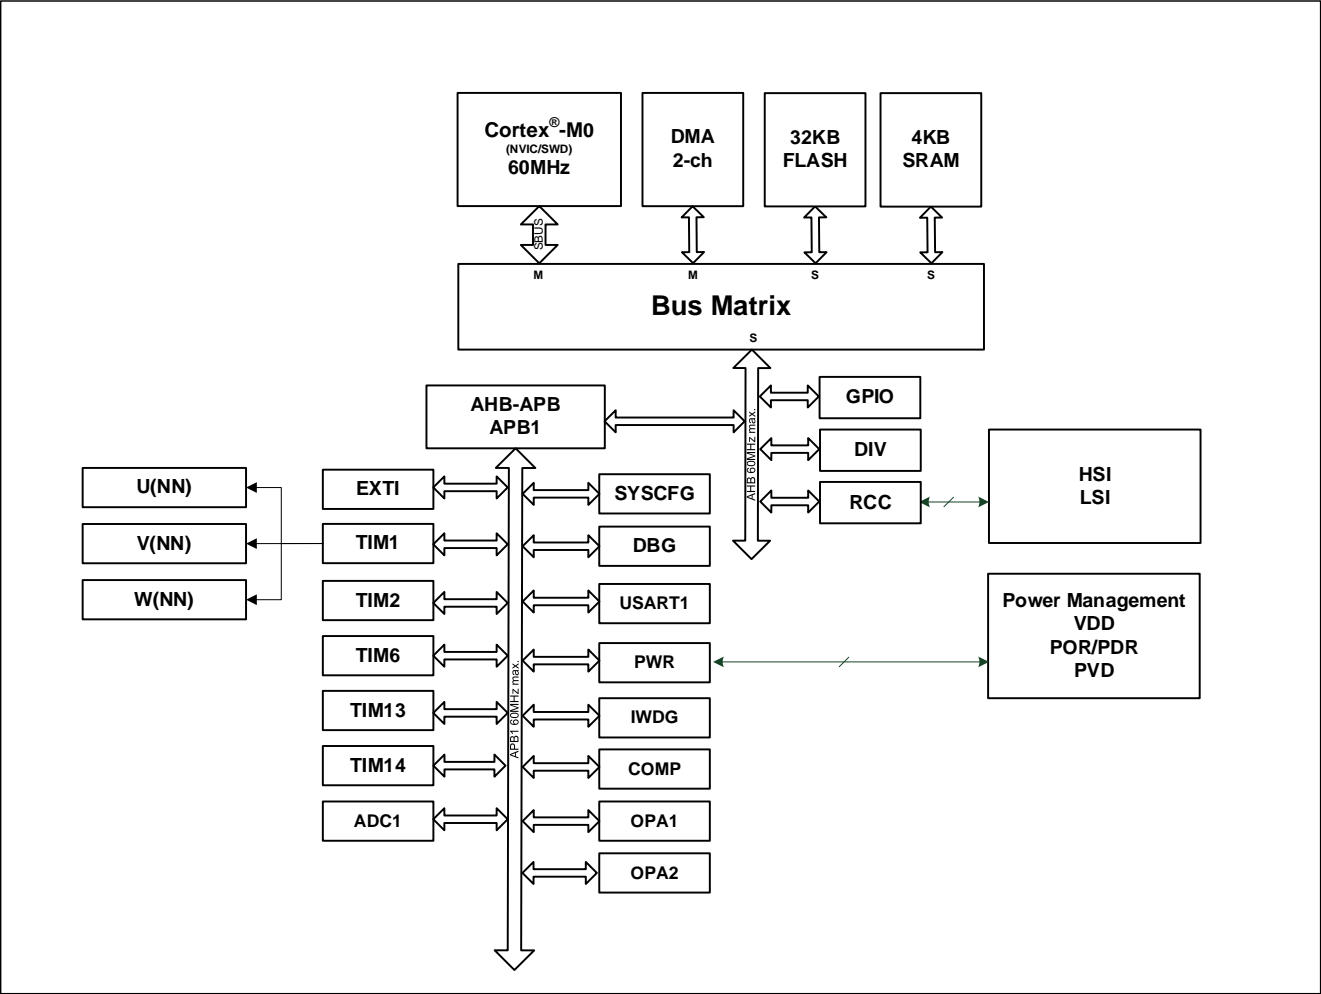 Cortex®-M0
(NVIC/SWD)
60MHz
DMA
2-ch
32KB
FLASH
4KB
SRAM
SBUS
M
M
S
S
Bus Matrix
S
AHB-APB
APB1
AHB 60MHz max.
GPIO
DIV
RCC
HSI
LSI
U(NN)
V(NN)
W(NN)
EXTI
TIM1
TIM2
TIM6
TIM13
TIM14
ADC1
APB1 60MHz max.
SYSCFG
DBG
USART1
PWR
IWDG
COMP
OPA1
OPA2
Power Management
VDD
POR/PDR
PVD